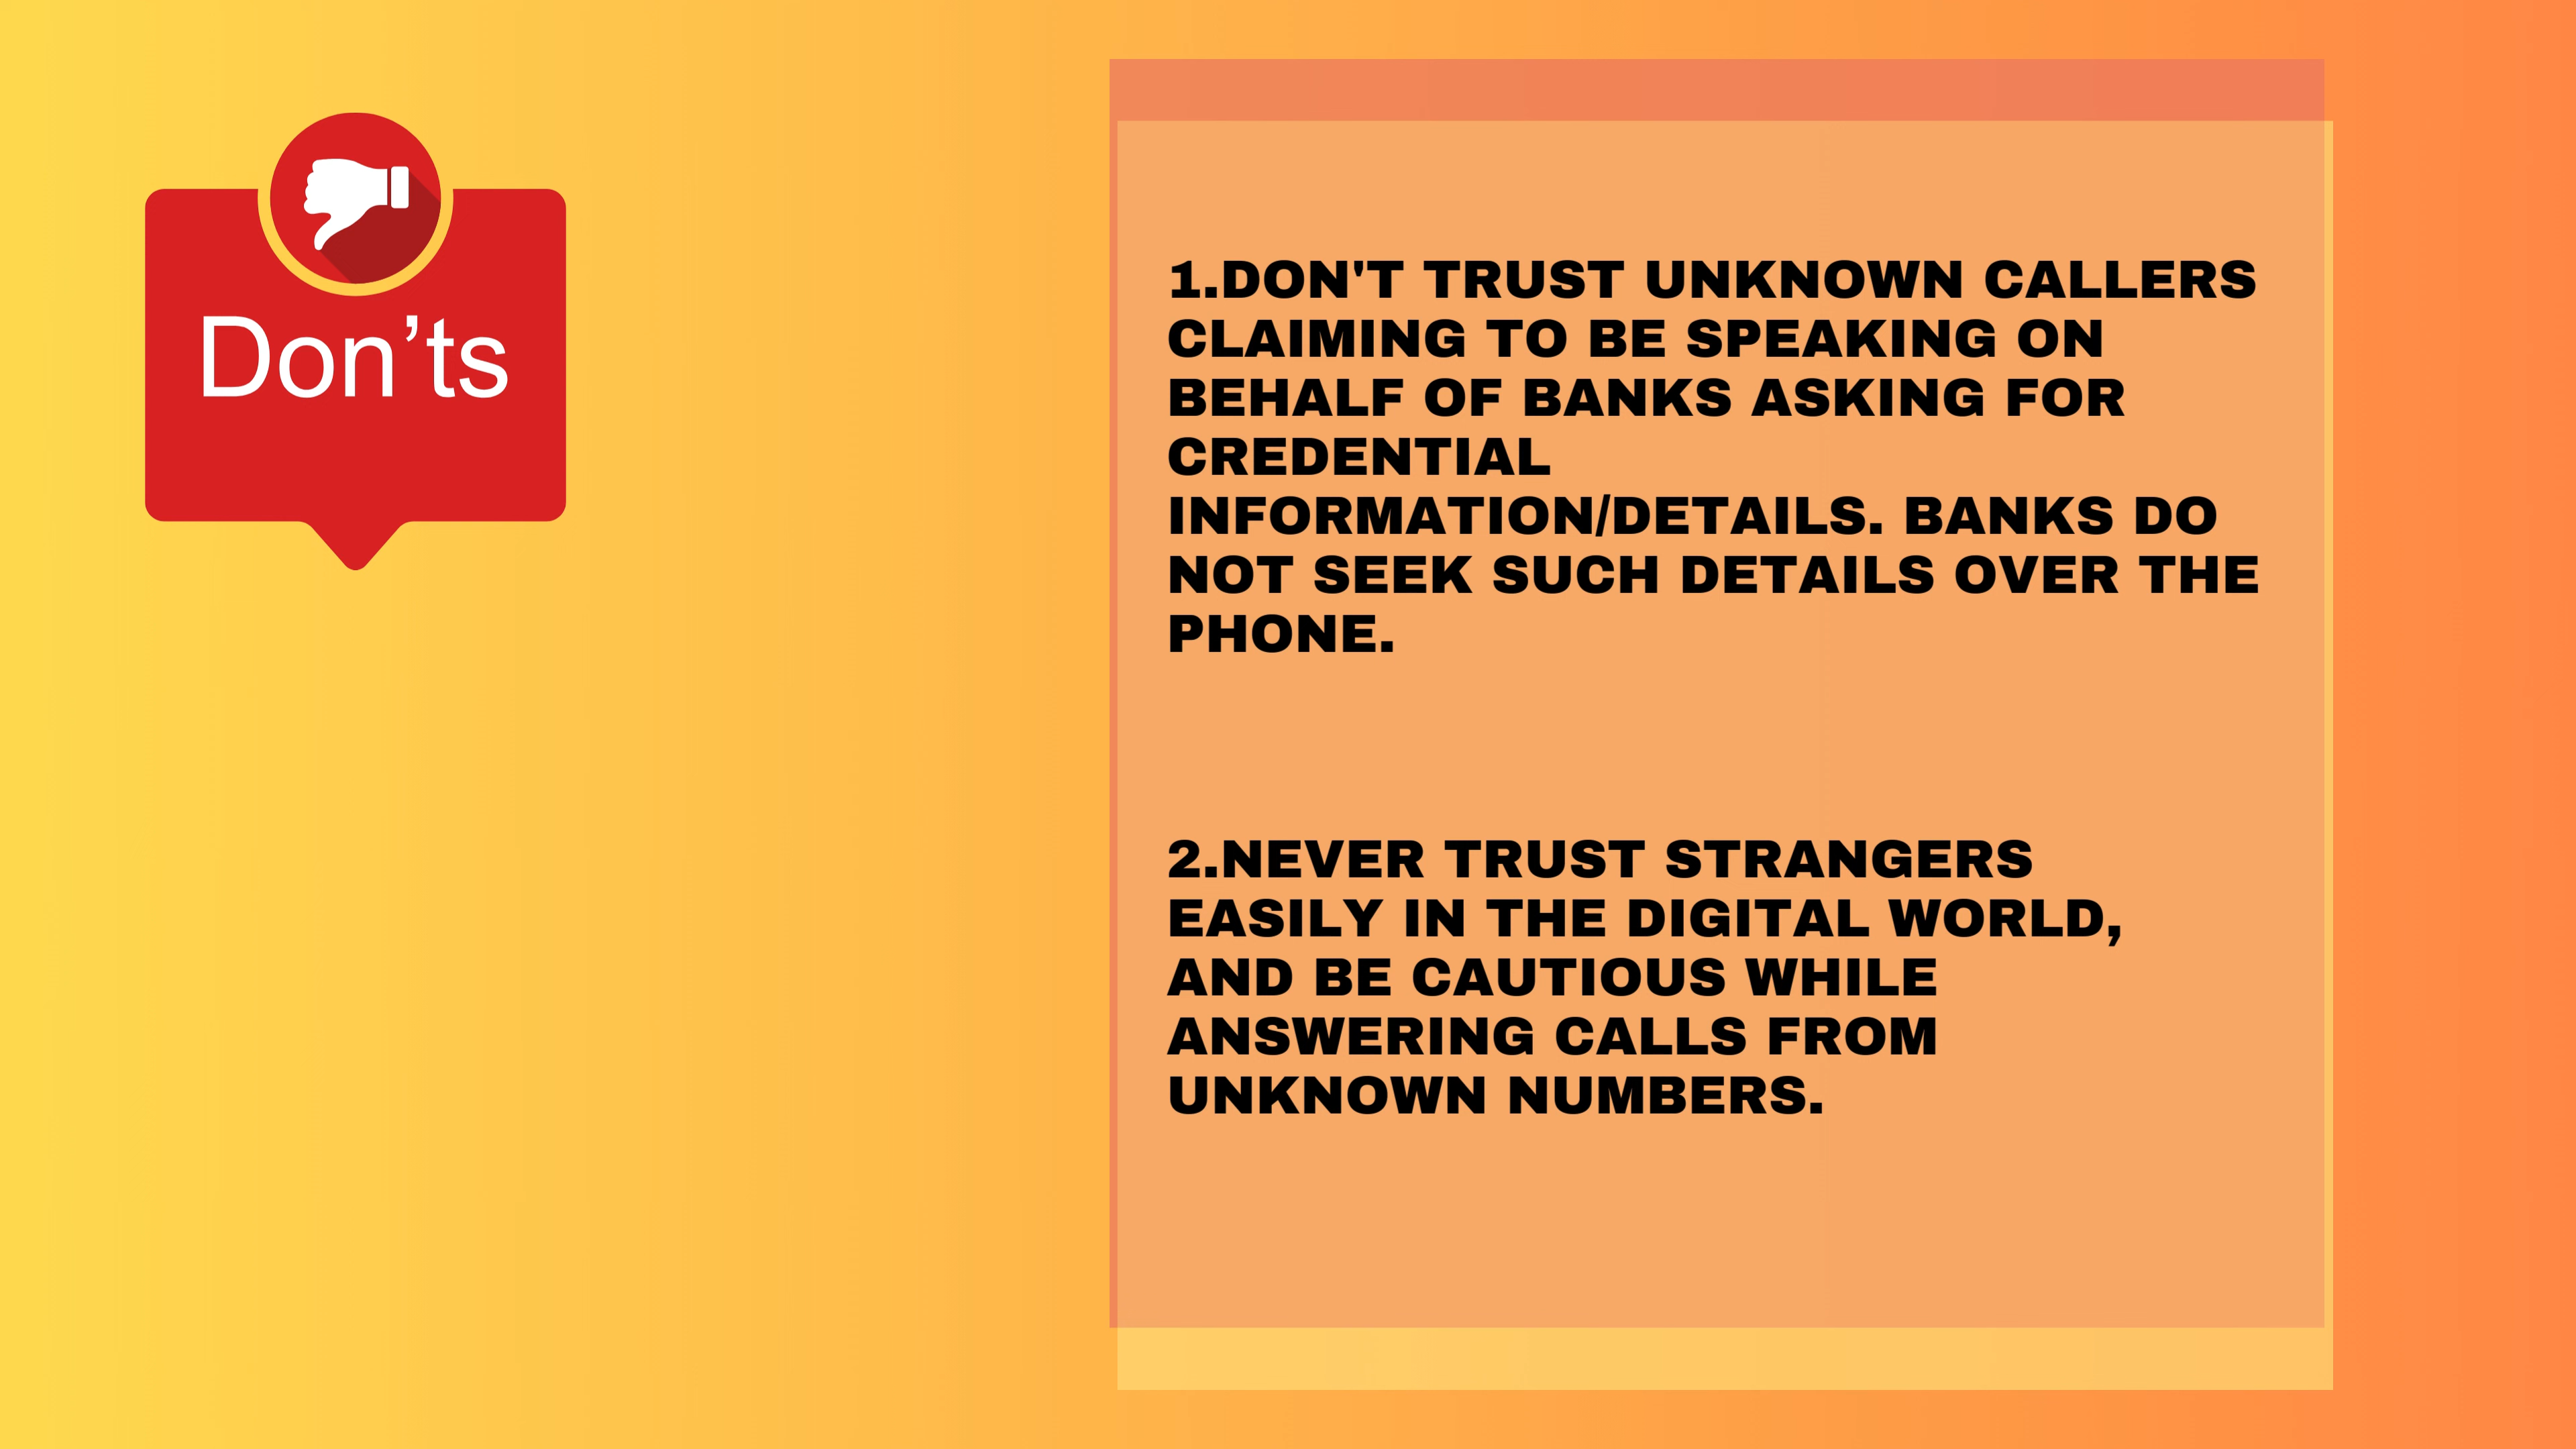 Don’ts
1.DON'T TRUST UNKNOWN CALLERS
CLAIMING TO BE SPEAKING ON
BEHALF OF BANKS ASKING FOR
CREDENTIAL
INFORMATION/DETAILS. BANKS DO
NOT SEEK SUCH DETAILS OVER THE
PHONE.
2.NEVER TRUST STRANGERS
EASILY IN THE DIGITAL WORLD,
AND BE CAUTIOUS WHILE
ANSWERING CALLS FROM
UNKNOWN NUMBERS.